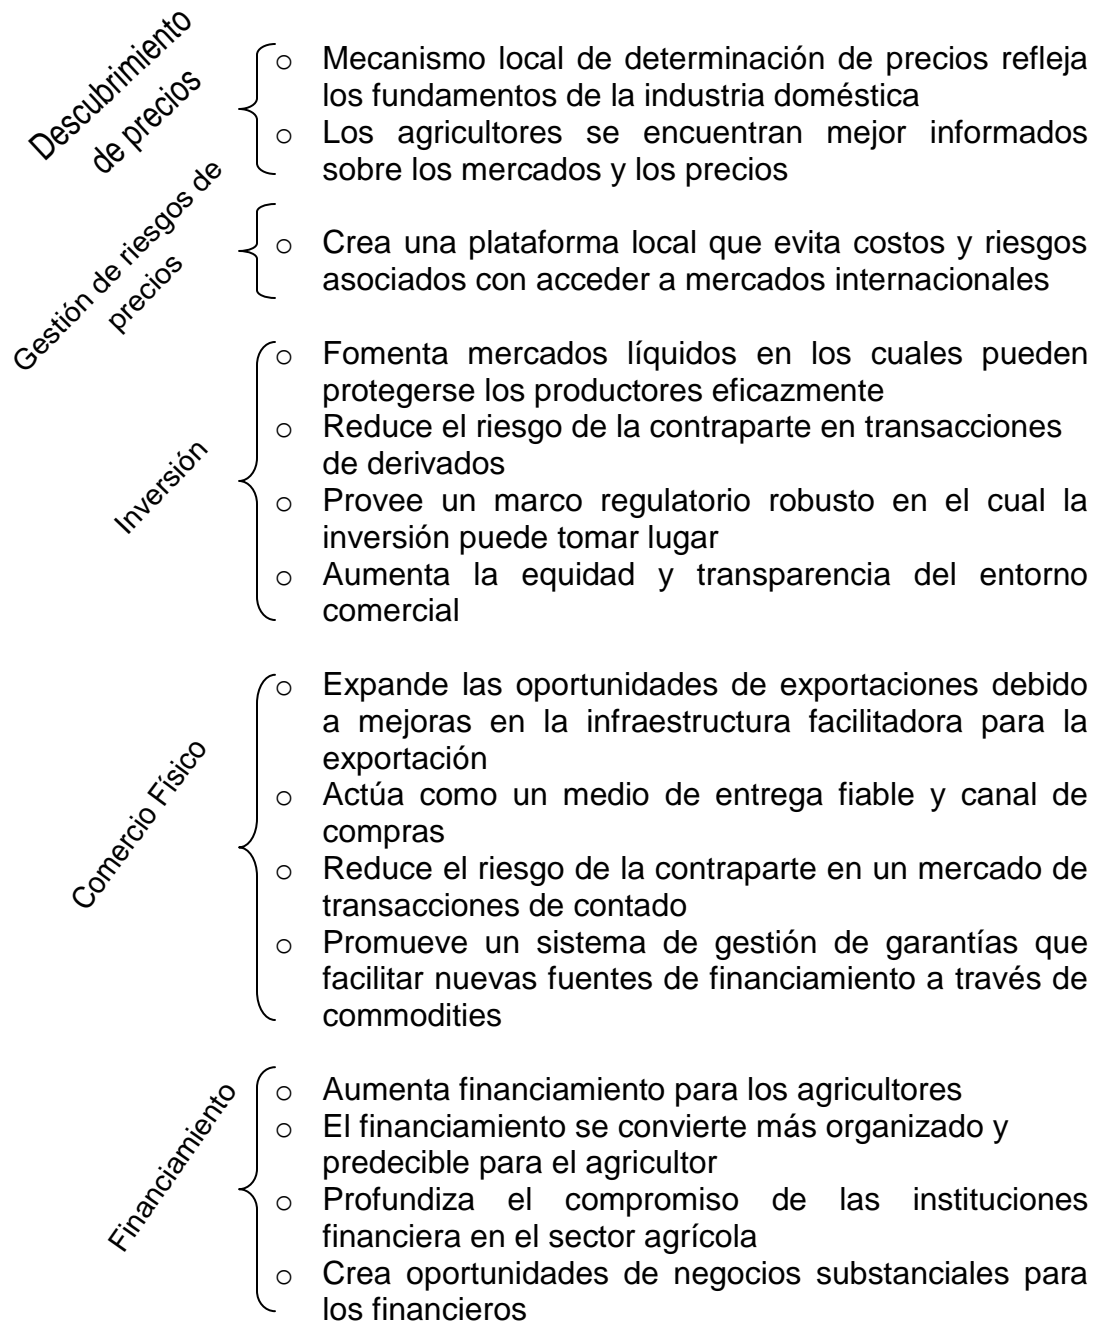 Descubrimiento
de precios
○ Mecanismo local de determinación de precios refleja
los fundamentos de la industria doméstica
○ Los agricultores se encuentran mejor informados
sobre los mercados y los precios
Gestión de riesgos de
precios
○ Crea una plataforma local que evita costos y riesgos
asociados con acceder a mercados internacionales
Inversión
○ Fomenta mercados líquidos en los cuales pueden
protegerse los productores eficazmente
○ Reduce el riesgo de la contraparte en transacciones
de derivados
○ Provee un marco regulatorio robusto en el cual la
inversión puede tomar lugar
○ Aumenta la equidad y transparencia del entorno
comercial
Comercio Físico
○ Expande las oportunidades de exportaciones debido
a mejoras en la infraestructura facilitadora para la
exportación
○ Actúa como un medio de entrega fiable y canal de
compras
○ Reduce el riesgo de la contraparte en un mercado de
transacciones de contado
○ Promueve un sistema de gestión de garantías que
facilitar nuevas fuentes de financiamiento a través de
commodities
Financiamiento
○ Aumenta financiamiento para los agricultores
○ El financiamiento se convierte más organizado y
predecible para el agricultor
○ Profundiza el compromiso de las instituciones
financiera en el sector agrícola
○ Crea oportunidades de negocios substanciales para
los financieros